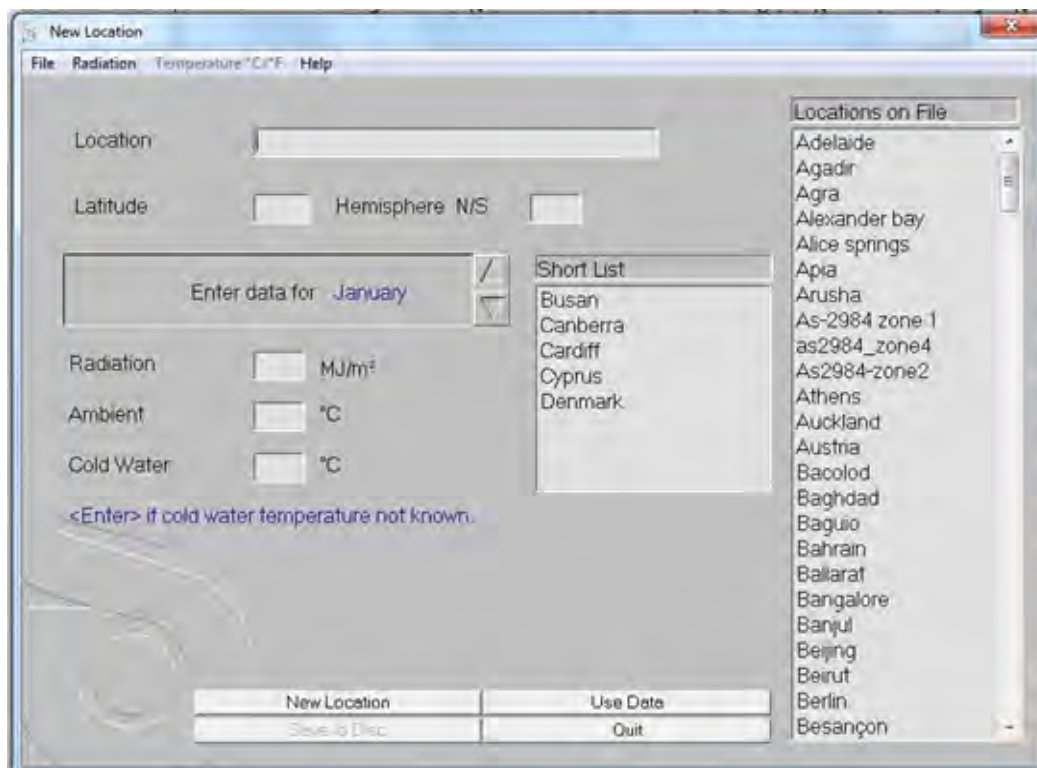 New Location
File Radiation Temperature °C/°F Help
Location
Latitude Hemisphere N/S
Enter data for January
Radiation MJ/m²
Ambient °C
Cold Water °C
<Enter> if cold water temperature not known.
Short List
Busan
Canberra
Cardiff
Cyprus
Denmark
Locations on File
Adelaide
Agadir
Agra
Alexander bay
Alice springs
Apia
Arusha
As-2984 zone 1
as2984_zone4
As2984-zone2
Athens
Auckland
Austria
Bacolod
Baghdad
Baguio
Bahrain
Ballarat
Bangalore
Banjul
Beijing
Beirut
Berlin
Besançon
New Location Use Data
Save to Disc Quit